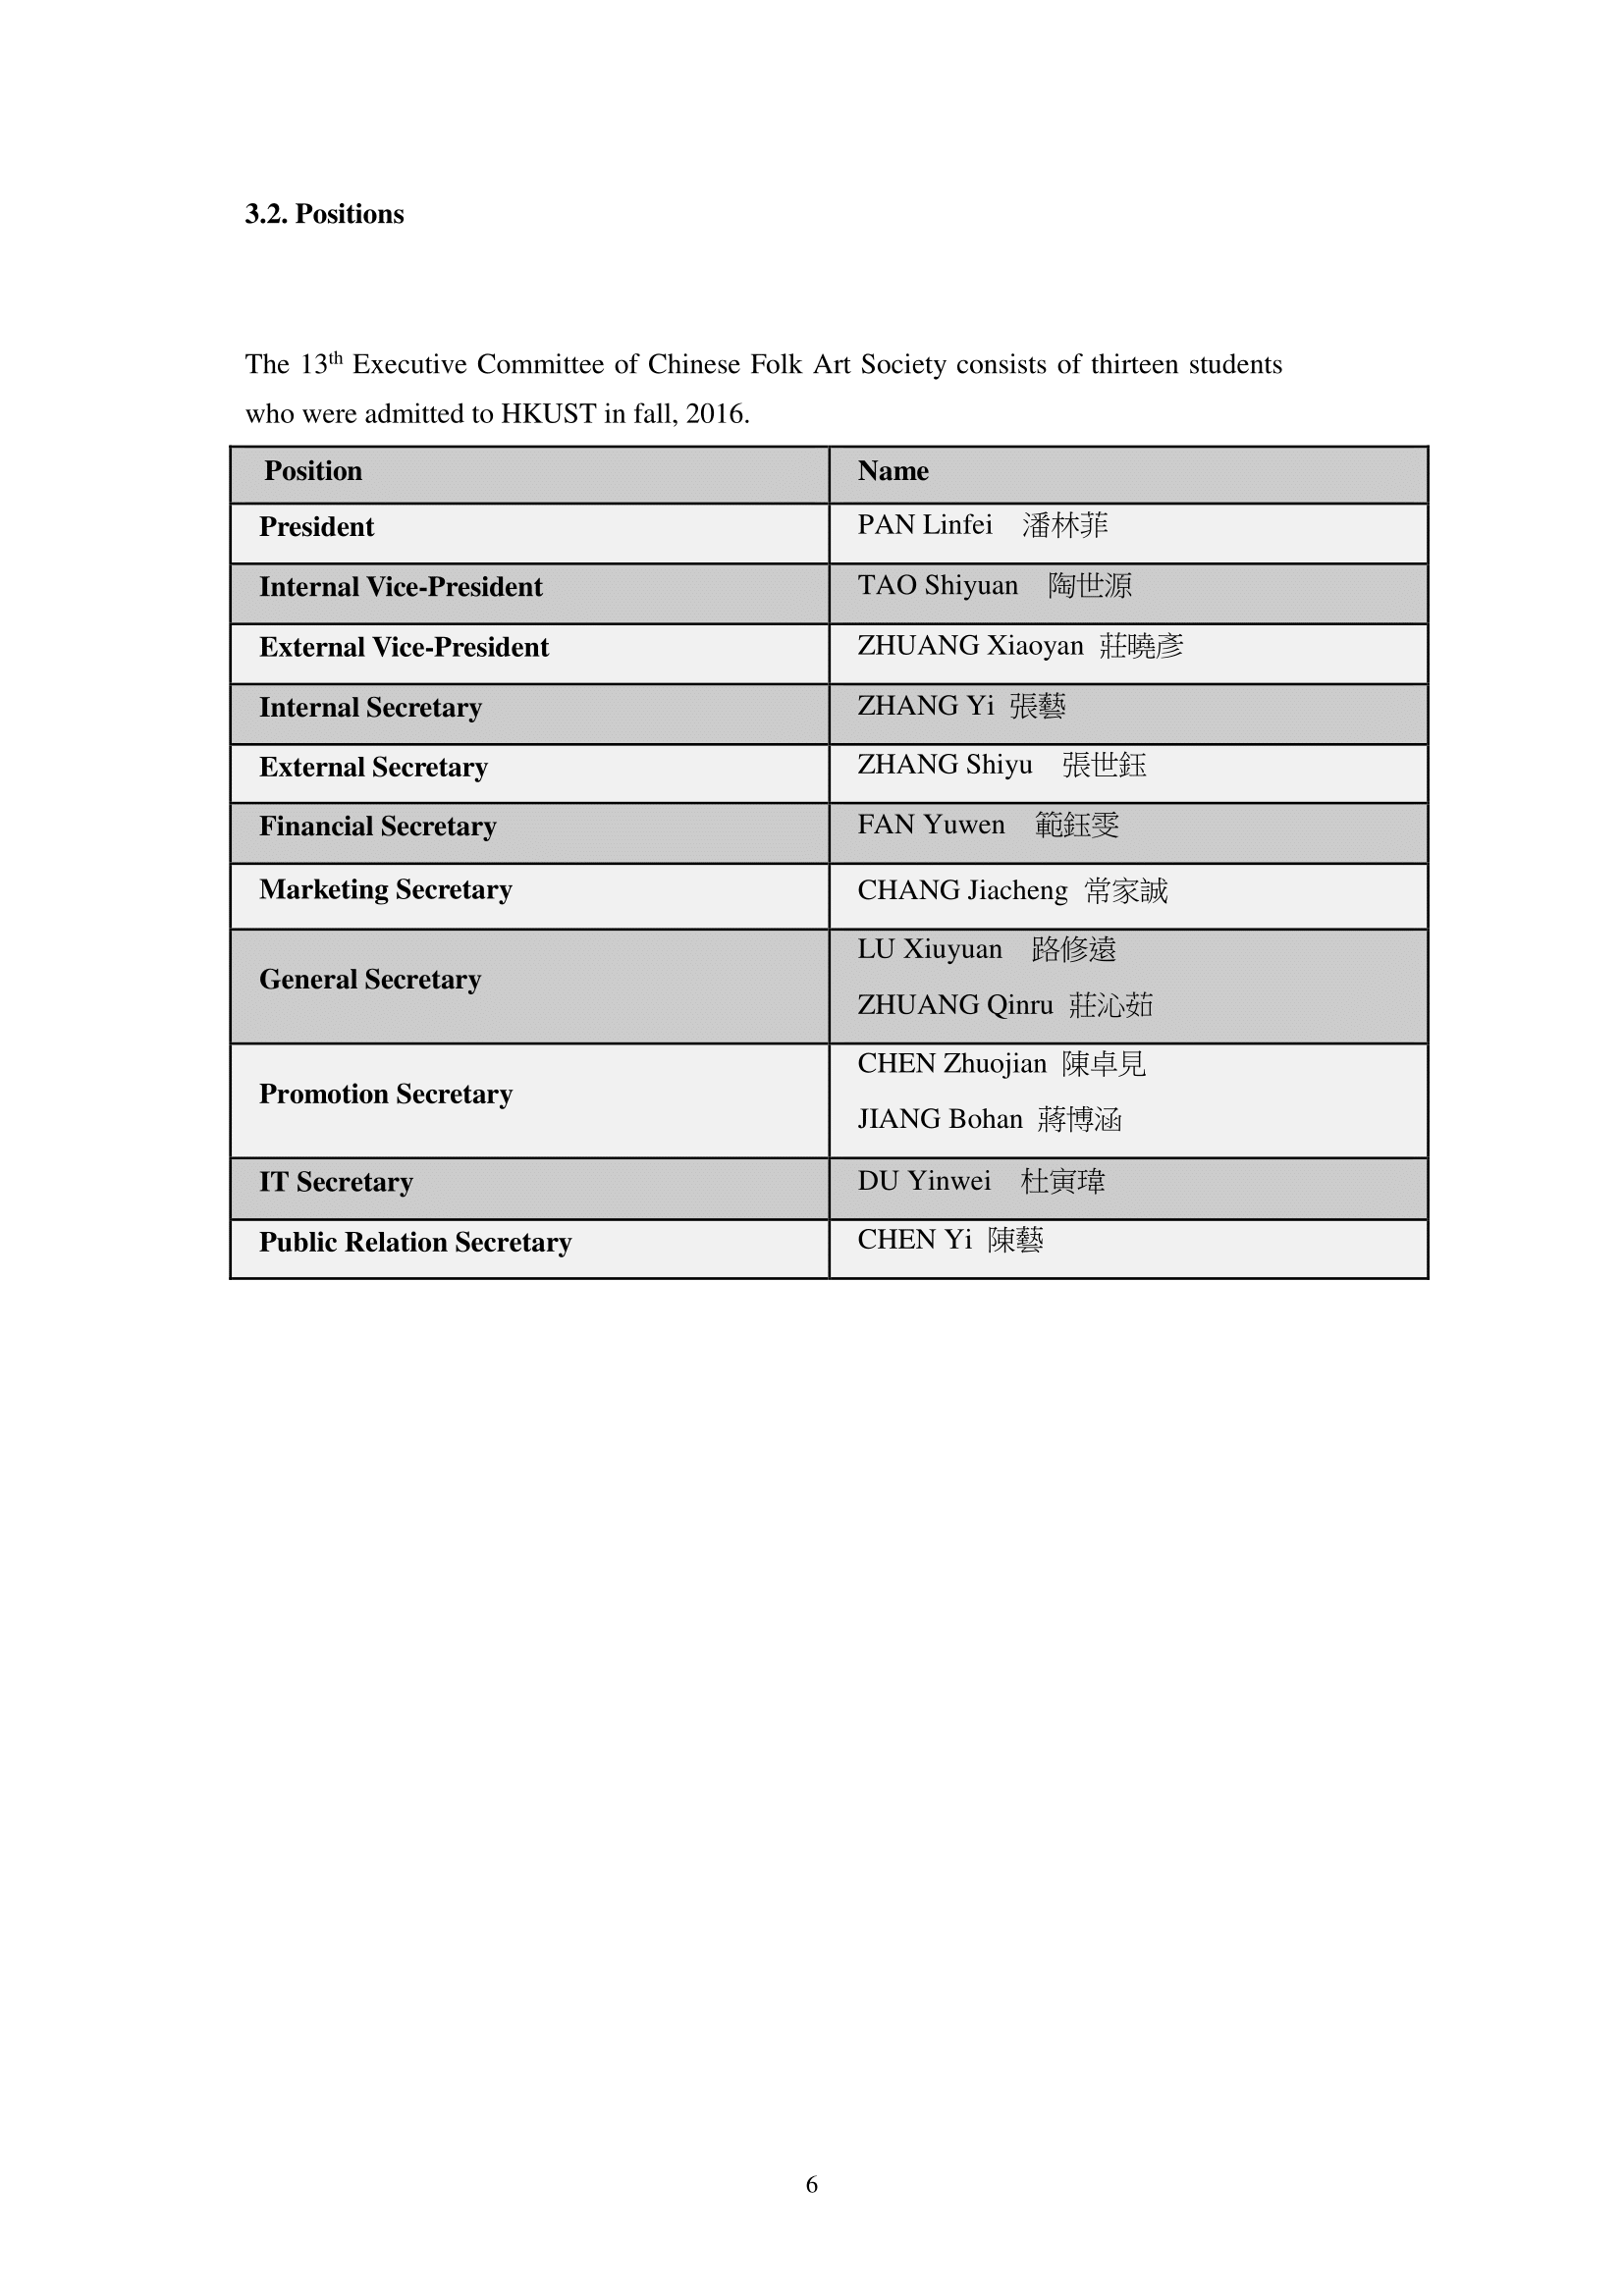 3.2. Positions
The 13th Executive Committee of Chinese Folk Art Society consists of thirteen students
who were admitted to HKUST in fall, 2016.
Position Name
President PAN Linfei 潘林菲
Internal Vice-President TAO Shiyuan 陶世源
External Vice-President ZHUANG Xiaoyan 莊曉彥
Internal Secretary ZHANG Yi 張藝
External Secretary ZHANG Shiyu 張世鈺
Financial Secretary FAN Yuwen 範鈺雯
Marketing Secretary CHANG Jiacheng 常家誠
General Secretary
LU Xiuyuan 路修遠
ZHUANG Qinru 莊沁茹
Promotion Secretary
CHEN Zhuojian 陳卓見
JIANG Bohan 蔣博涵
IT Secretary DU Yinwei 杜寅瑋
Public Relation Secretary CHEN Yi 陳藝
6